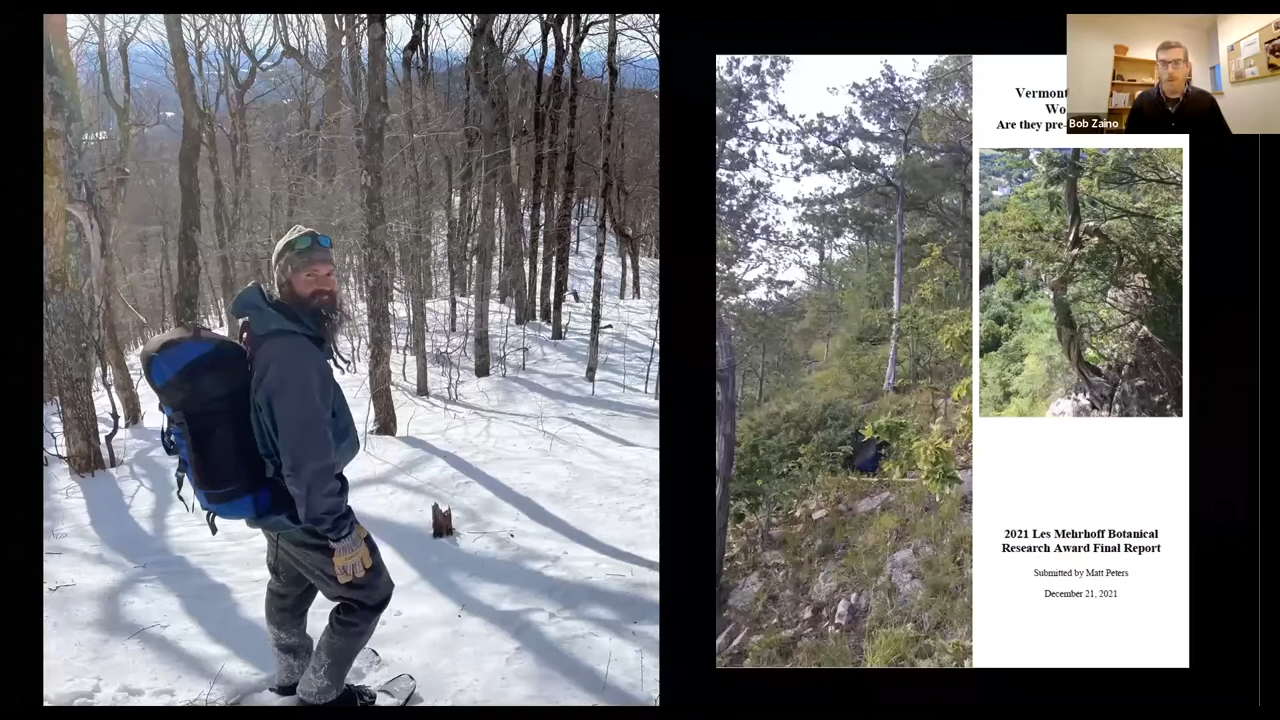 Vermont
Wo
Are they pre-
Bob Zaino
2021 Les Mehrhoff Botanical
Research Award Final Report
Submitted by Matt Peters
December 21, 2021